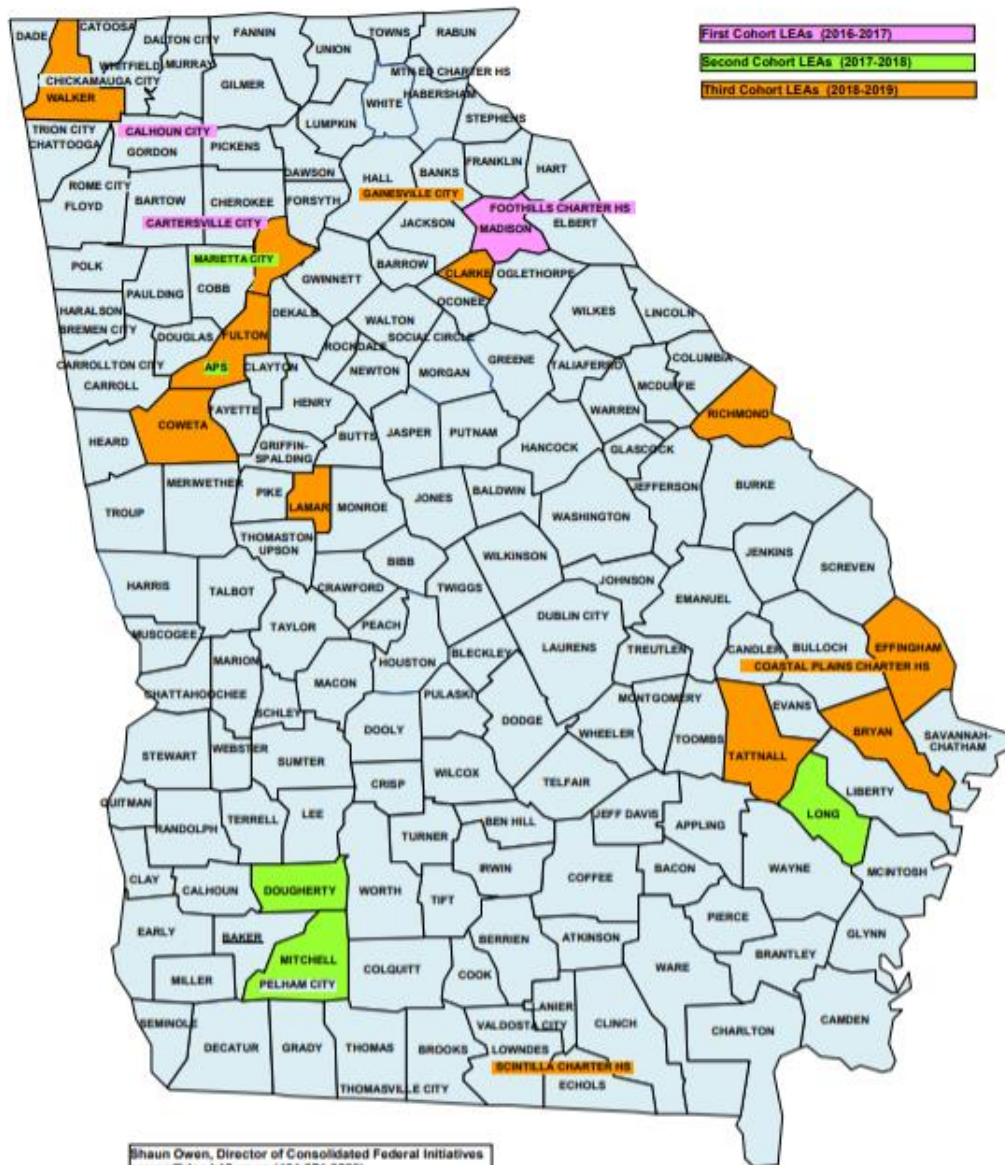 First Cohort LEAs (2016-2017)
Second Cohort LEAs (2017-2018)
Third Cohort LEAs (2018-2019)
DADE
CATOOSA
WHITFIELD
DALTON CITY
MURRAY
FANNIN
UNION
TOWNS
RABUN
CHICKAMAUGA CITY
WALKER
GILMER
WHITE
MTN ED CHARTER HS
HABERSHAM
STEPHENS
LUMPKIN
TRION CITY
CHATTOOGA
CALHOUN CITY
GORDON
PICKENS
DAWSON
HALL
BANKS
FRANKLIN
HART
GAINESVILLE CITY
ROME CITY
FLOYD
BARTOW
CHEROKEE
FORSYTH
JACKSON
FOOTHILLS CHARTER HS
MADISON
ELBERT
CARTERSVILLE CITY
MARIETTA CITY
POLK
PAULDING
COBB
GWINNETT
BARROW
CLARKE
OGLETHORPE
OCONEE
WILKES
LINCOLN
HARALSON
BREMEN CITY
DOUGLAS
FULTON
DEKALB
WALTON
SOCIAL CIRCLE
ROCKDALE
NEWTON
MORGAN
GREENE
TALIAFERRO
COLUMBIA
MCDUFFIE
CARROLLTON CITY
CARROLL
APS
CLAYTON
FAYETTE
HENRY
WARREN
RICHMOND
COWETA
HEARD
GRIFFIN-
SPALDING
BUTTS
JASPER
PUTNAM
HANCOCK
GLASCOCK
JEFFERSON
BURKE
MERIWETHER
TROUP
PIKE
LAMAR
MONROE
JONES
BALDWIN
WASHINGTON
THOMASTON
UPSON
BIBB
WILKINSON
JENKINS
SCREVEN
HARRIS
TALBOT
CRAWFORD
TWIGGS
JOHNSON
EMANUEL
MUSCOGEE
TAYLOR
PEACH
DUBLIN CITY
LAURENS
BLECKLEY
HOUSTON
TREUTLEN
CANDLER
BULLOCH
EFFINGHAM
COASTAL PLAINS CHARTER HS
MARION
CHATTAHOOCHEE
MACON
SCHLEY
PULASKI
DODGE
MONTGOMERY
EVANS
BRYAN
SAVANNAH-
CHATHAM
DOOLY
WHEELER
TOOMBS
TATTNALL
STEWART
WEBSTER
SUMTER
CRISP
WILCOX
TELFAIR
LIBERTY
LONG
QUITMAN
RANDOLPH
TERRELL
LEE
TURNER
BEN HILL
JEFF DAVIS
APPLING
WAYNE
MCINTOSH
CLAY
CALHOUN
DOUGHERTY
WORTH
TIFT
IRWIN
COFFEE
BACON
PIERCE
EARLY
BAKER
MITCHELL
PELHAM CITY
COLQUITT
COOK
BERRIEN
ATKINSON
WARE
BRANTLEY
GLYNN
MILLER
SEMINOLE
DECATUR
GRADY
THOMAS
THOMASVILLE CITY
BROOKS
LANIER
VALDOSTA CITY
LOWNDES
CLINCH
SCINTILLA CHARTER HS
ECHOLS
CHARLTON
CAMDEN
Shaun Owen, Director of Consolidated Federal Initiatives